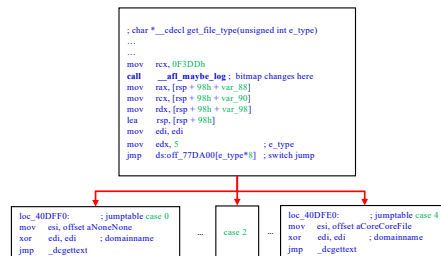 ; char *__cdecl get_file_type(unsigned int e_type)
…
…
mov rcx, 0F3DDh
call __afl_maybe_log ; bitmap changes here
mov rax, [rsp + 98h + var_88]
mov rcx, [rsp + 98h + var_90]
mov rdx, [rsp + 98h + var_98]
lea rsp, [rsp + 98h]
mov edi, edi
mov edx, 5 ; e_type
jmp ds:off_77DA00[e_type*8] ; switch jump
loc_40DFF0: ; jumptable case 0
mov esi, offset aNoneNone
xor edi, edi ; domainname
jmp _dcgettext
...
case 2
...
loc_40DFE0: ; jumptable case 4
mov esi, offset aCoreCoreFile
xor edi, edi ; domainname
jmp _dcgettext